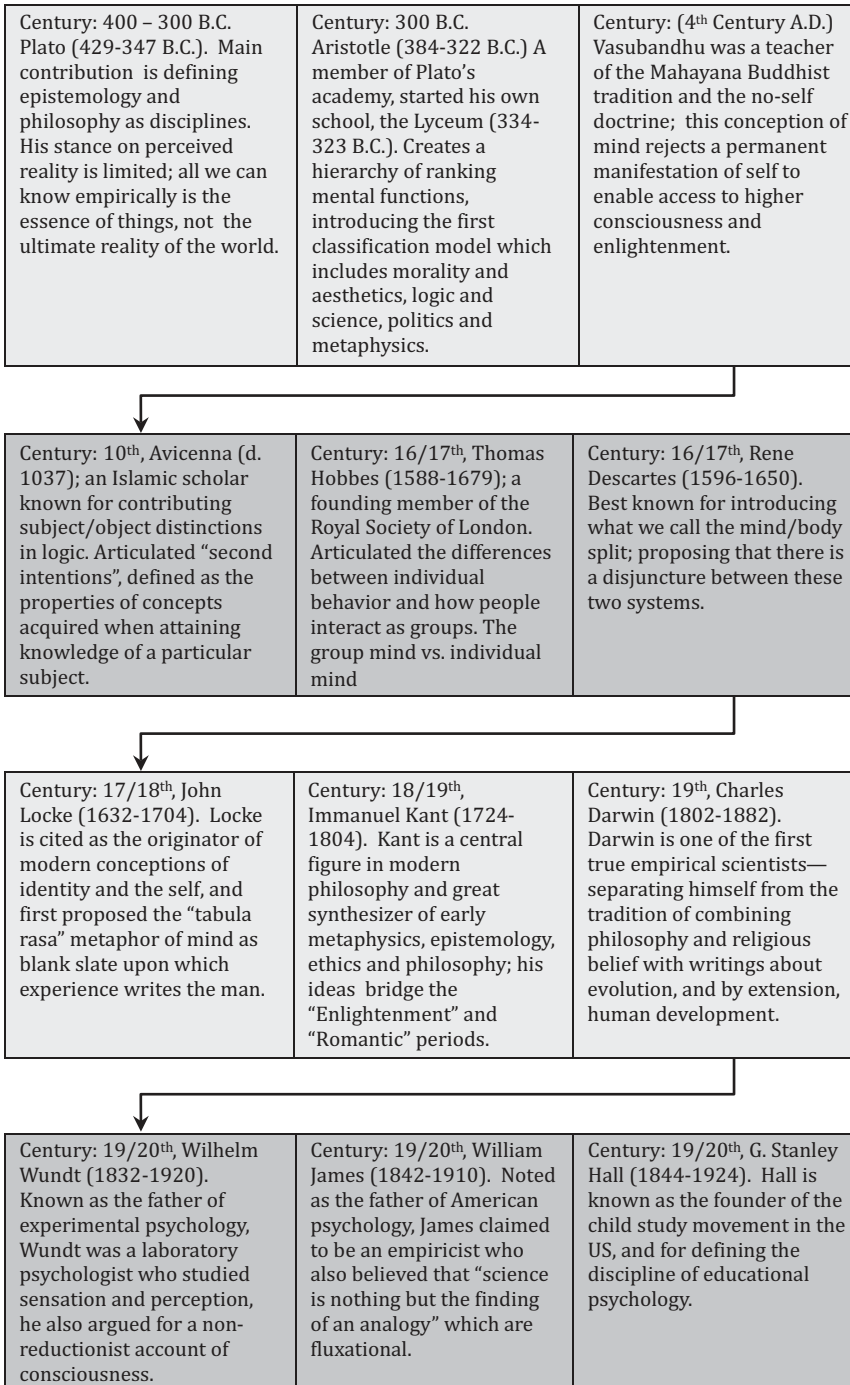 Century: 400 – 300 B.C.
Plato (429-347 B.C.).  Main
contribution  is defining
epistemology and
philosophy as disciplines.
His stance on perceived
reality is limited; all we can
know empirically is the
essence of things, not  the
ultimate reality of the world.
Century: 300 B.C.
Aristotle (384-322 B.C.) A
member of Plato’s
academy, started his own
school, the Lyceum (334-
323 B.C.). Creates a
hierarchy of ranking
mental functions,
introducing the first
classification model which
includes morality and
aesthetics, logic and
science, politics and
metaphysics.
Century: (4th Century A.D.)
Vasubandhu was a teacher
of the Mahayana Buddhist
tradition and the no-self
doctrine;  this conception of
mind rejects a permanent
manifestation of self to
enable access to higher
consciousness and
enlightenment.
Century: 10th, Avicenna (d.
1037); an Islamic scholar
known for contributing
subject/object distinctions
in logic. Articulated “second
intentions”, defined as the
properties of concepts
acquired when attaining
knowledge of a particular
subject.
Century: 16/17th, Thomas
Hobbes (1588-1679); a
founding member of the
Royal Society of London.
Articulated the differences
between individual
behavior and how people
interact as groups. The
group mind vs. individual
mind
Century: 16/17th, Rene
Descartes (1596-1650).
Best known for introducing
what we call the mind/body
split; proposing that there is
a disjuncture between these
two systems.
Century: 17/18th, John
Locke (1632-1704).  Locke
is cited as the originator of
modern conceptions of
identity and the self, and
first proposed the “tabula
rasa” metaphor of mind as
blank slate upon which
experience writes the man.
Century: 18/19th,
Immanuel Kant (1724-
1804).  Kant is a central
figure in modern
philosophy and great
synthesizer of early
metaphysics, epistemology,
ethics and philosophy; his
ideas  bridge the
“Enlightenment” and
“Romantic” periods.
Century: 19th, Charles
Darwin (1802-1882).
Darwin is one of the first
true empirical scientists—
separating himself from the
tradition of combining
philosophy and religious
belief with writings about
evolution, and by extension,
human development.
Century: 19/20th, Wilhelm
Wundt (1832-1920).
Known as the father of
experimental psychology,
Wundt was a laboratory
psychologist who studied
sensation and perception,
he also argued for a non-
reductionist account of
consciousness.
Century: 19/20th, William
James (1842-1910).  Noted
as the father of American
psychology, James claimed
to be an empiricist who
also believed that “science
is nothing but the finding
of an analogy” which are
fluxational.
Century: 19/20th, G. Stanley
Hall (1844-1924).  Hall is
known as the founder of the
child study movement in the
US, and for defining the
discipline of educational
psychology.